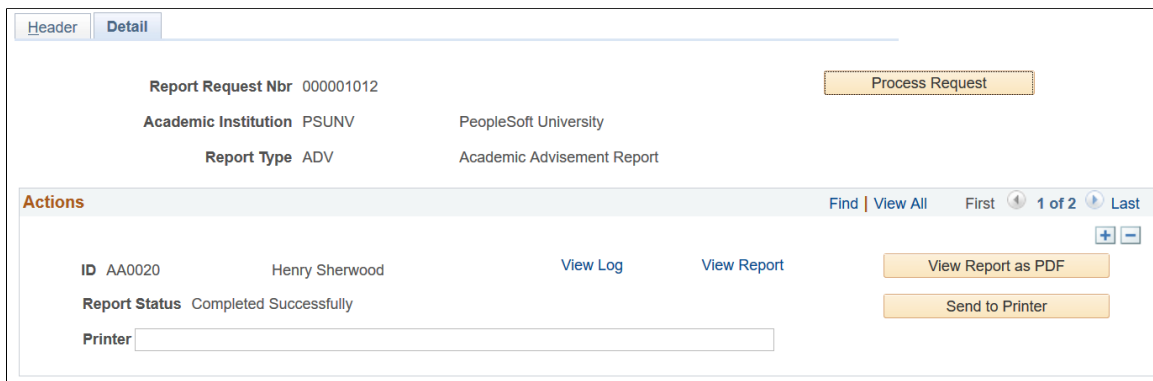 Header Detail
Report Request Nbr 000001012 Process Request
Academic Institution PSUNV PeopleSoft University
Report Type ADV Academic Advisement Report
Actions Find | View All First 1 of 2 Last
ID AA0020 Henry Sherwood View Log View Report View Report as PDF
Report Status Completed Successfully Send to Printer
Printer